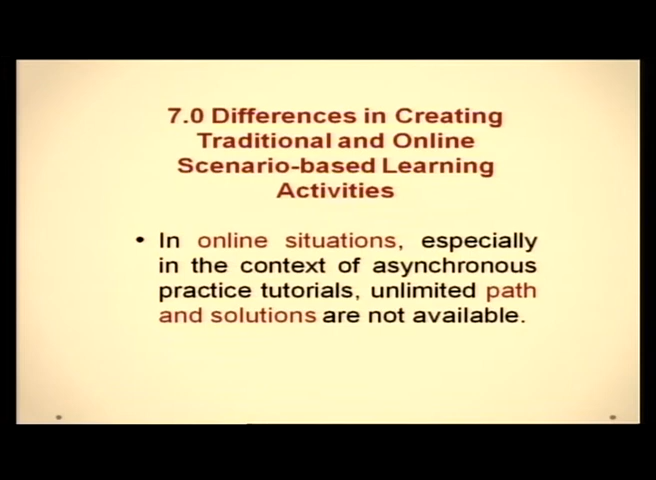 7.0 Differences in Creating
Traditional and Online
Scenario-based Learning
Activities
• In online situations, especially
in the context of asynchronous
practice tutorials, unlimited path
and solutions are not available.